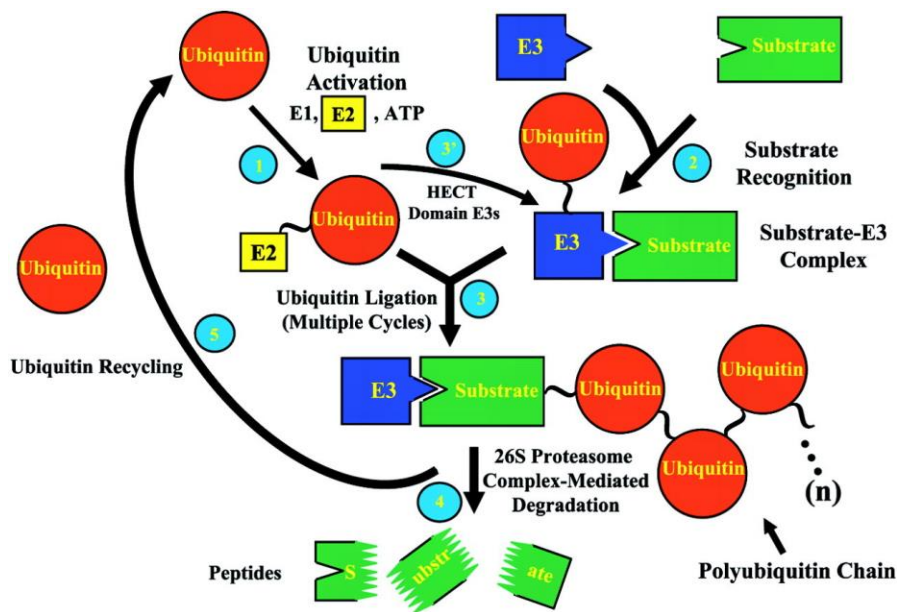 Ubiquitin
Ubiquitin
Activation
E1, E2 , ATP
E3
Substrate
1
3'
HECT
Domain E3s
Ubiquitin
2
Substrate
Recognition
Ubiquitin
E2
E3
Substrate
Substrate-E3
Complex
Ubiquitin
Ubiquitin Ligation
(Multiple Cycles)
3
5
Ubiquitin Recycling
E3
Substrate
Ubiquitin
Ubiquitin
Ubiquitin
(n)
26S Proteasome
Complex-Mediated
Degradation
4
Polyubiquitin Chain
Peptides
S
ubstr
ate